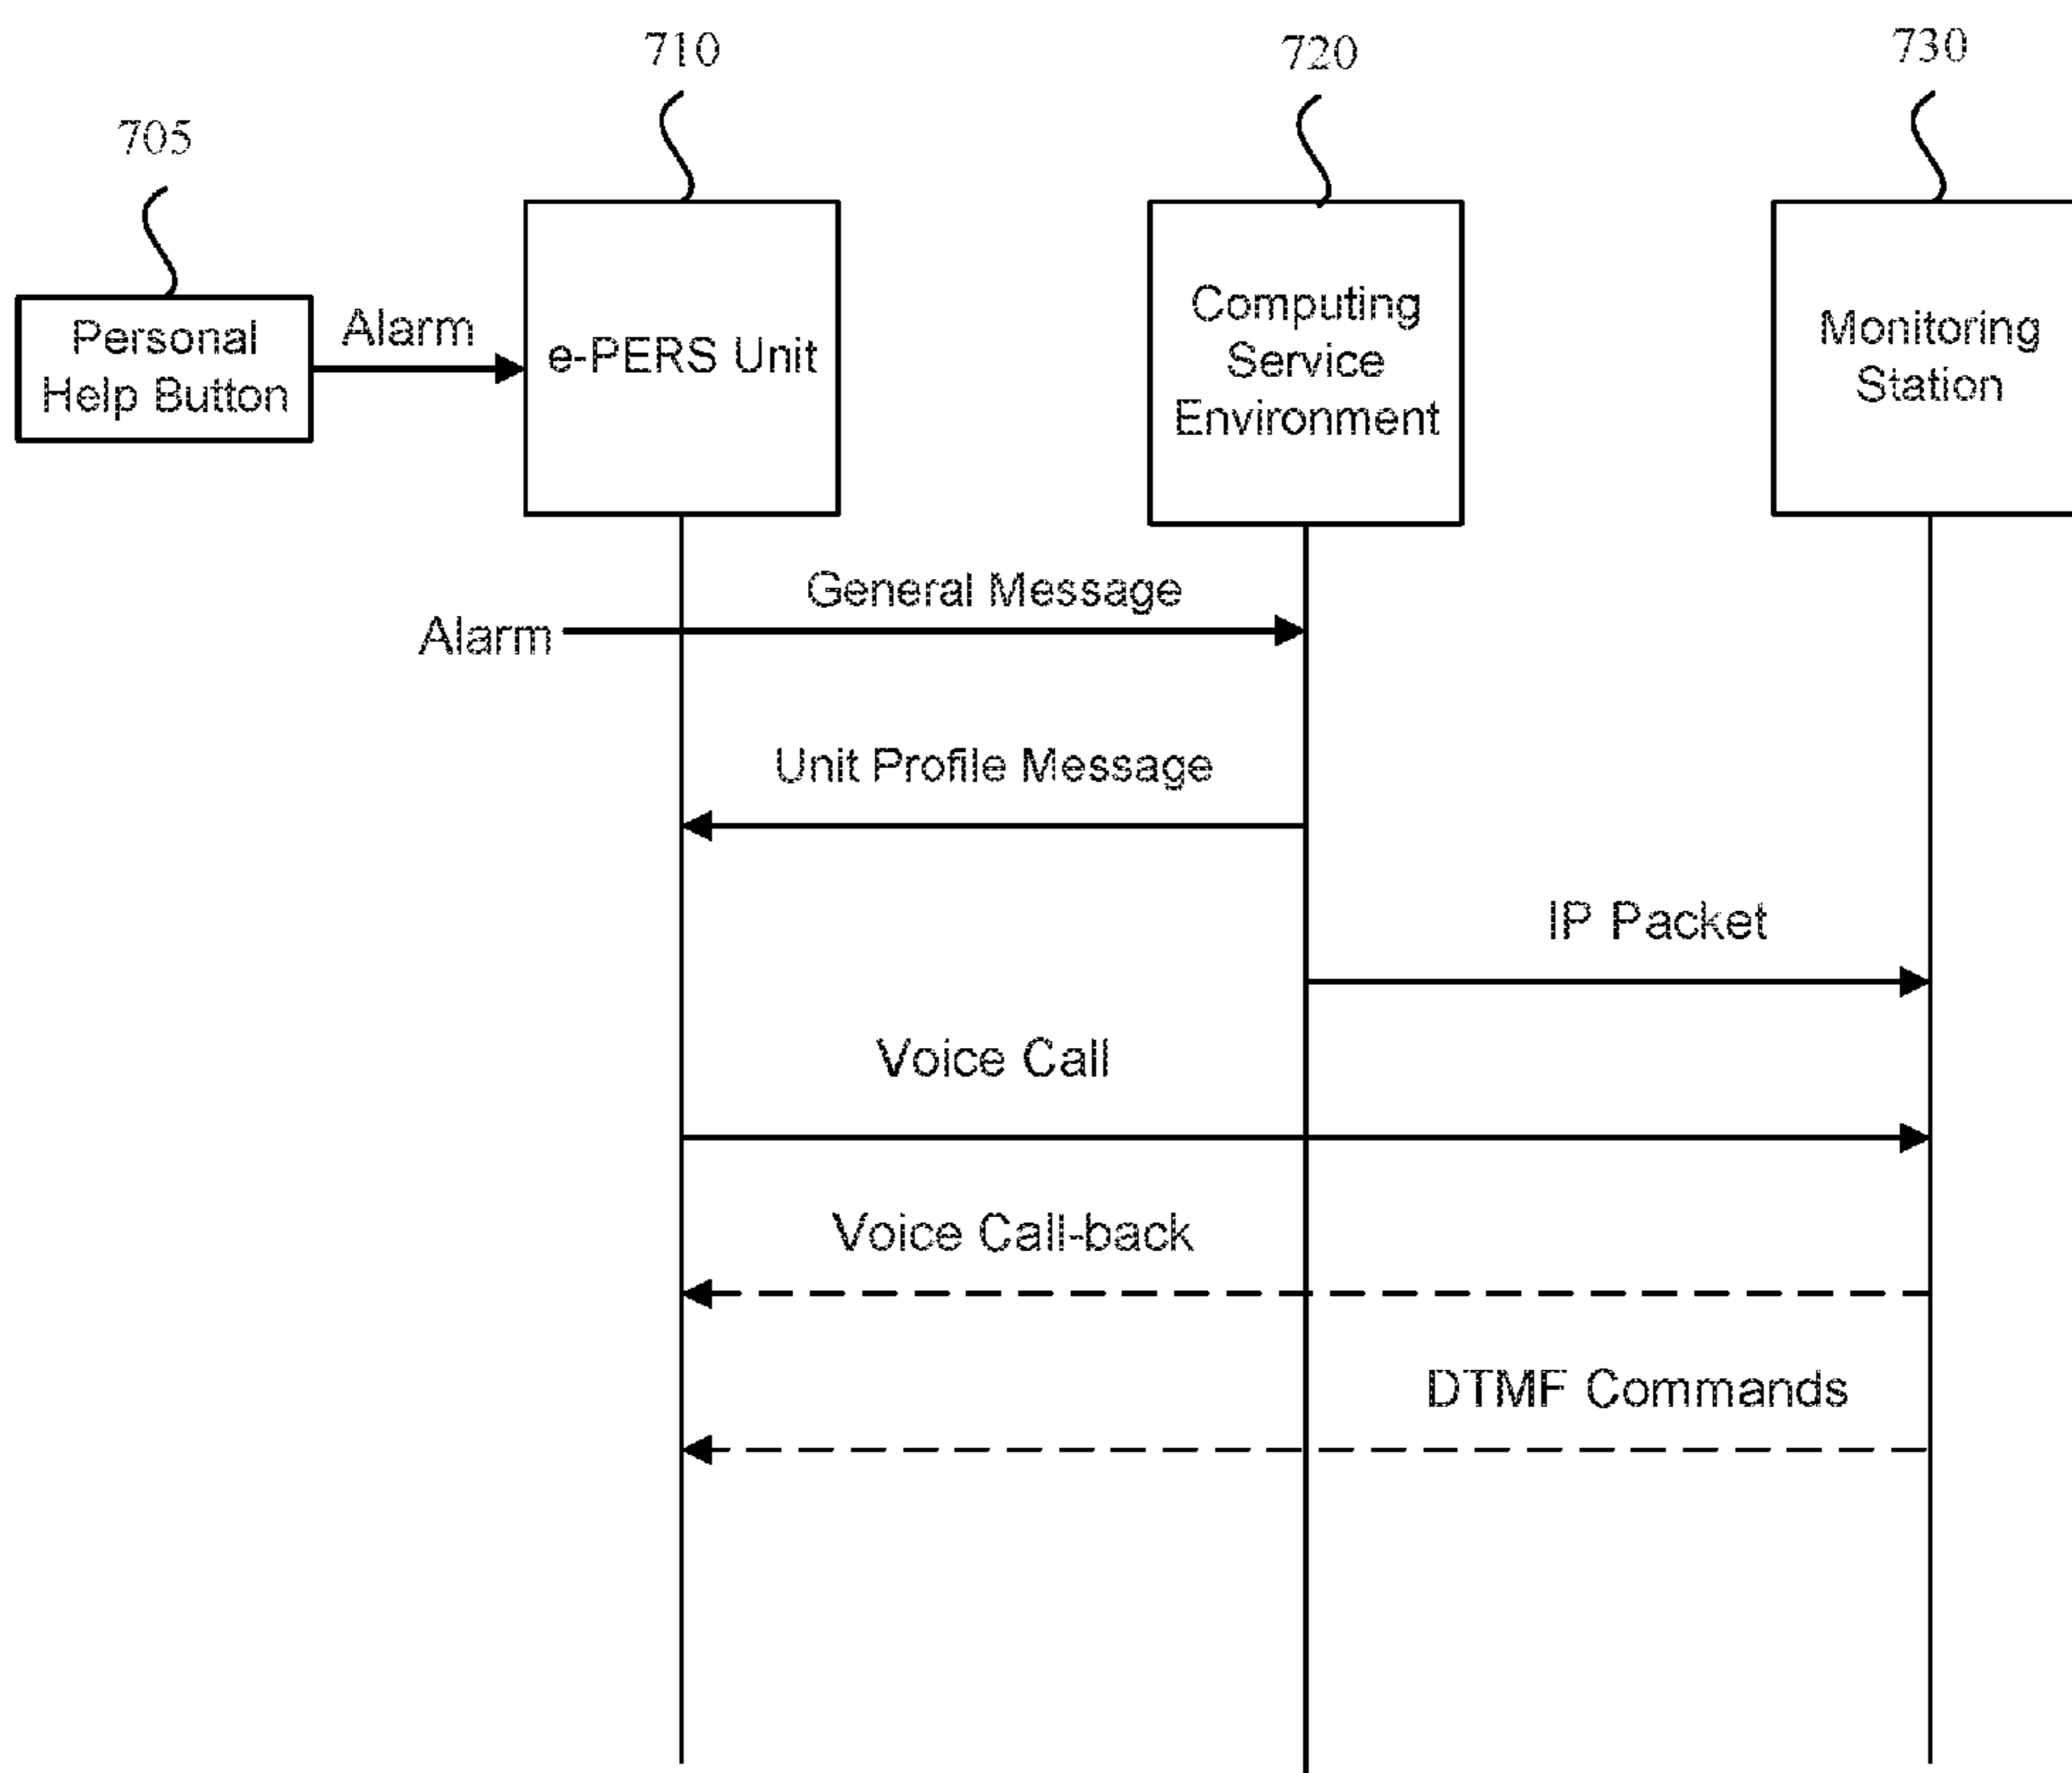 710
720
730
705
Personal
Help Button
Alarm
e-PERS Unit
Computing
Service
Environment
Monitoring
Station
General Message
Alarm
Unit Profile Message
IP Packet
Voice Call
Voice Call-back
DTMF Commands